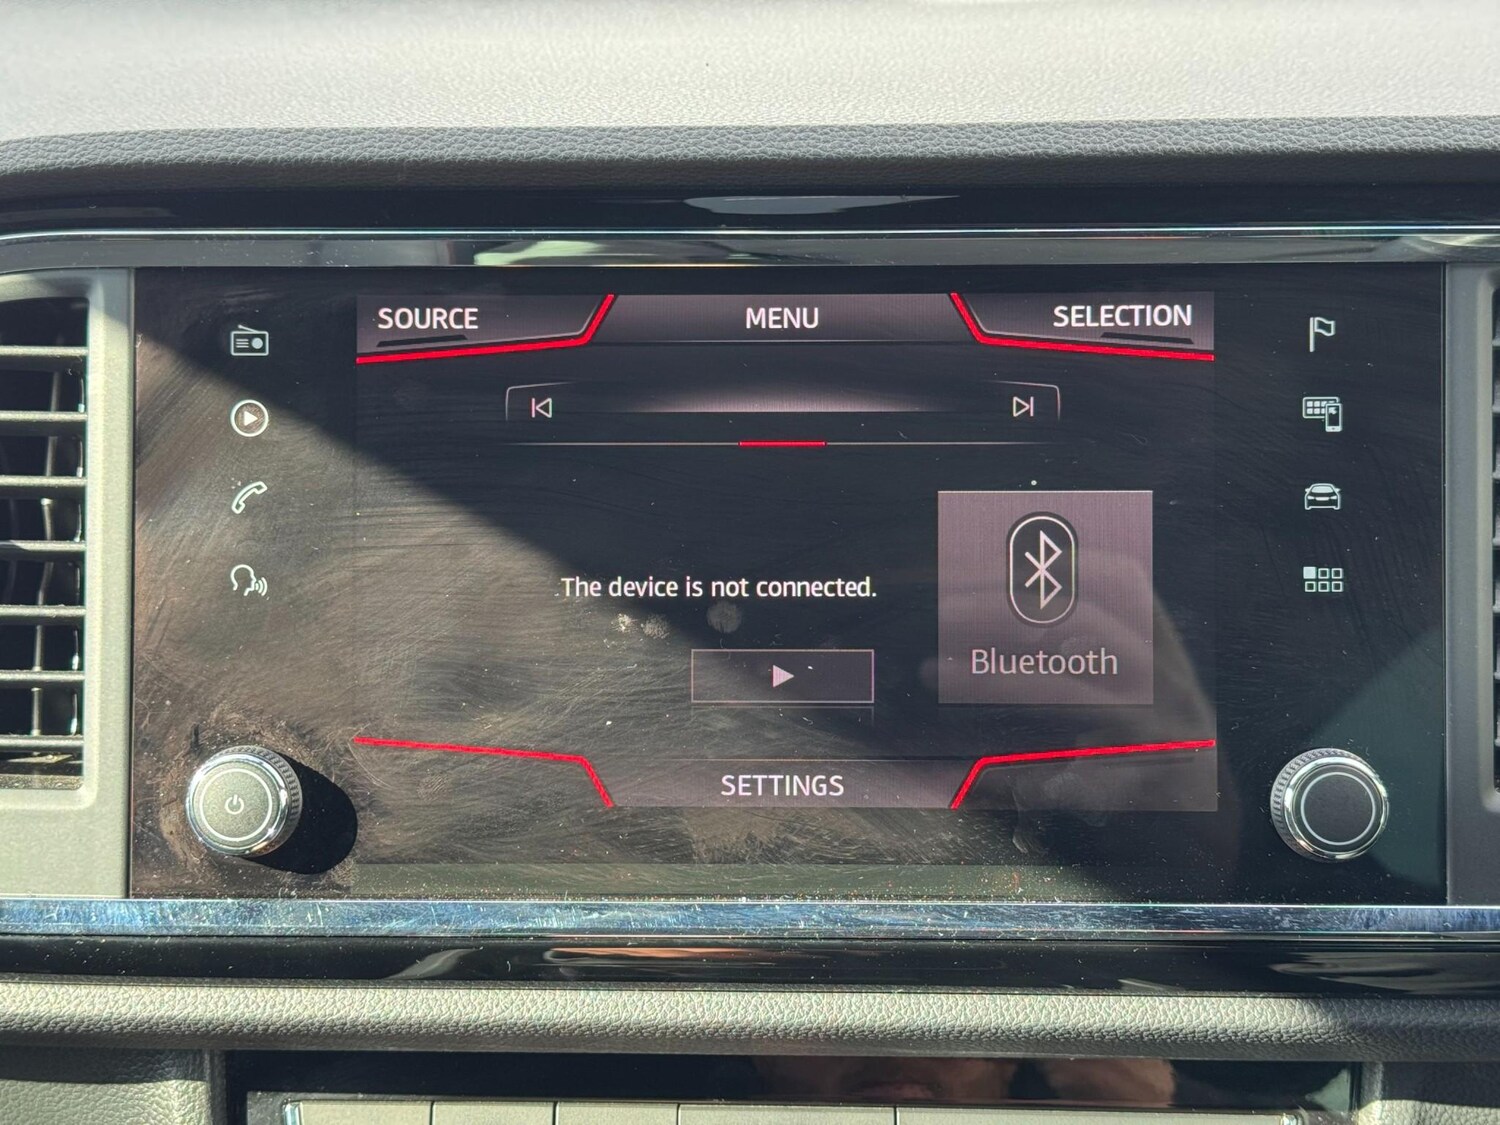 SOURCE
MENU
SELECTION
The device is not connected.
Bluetooth
SETTINGS